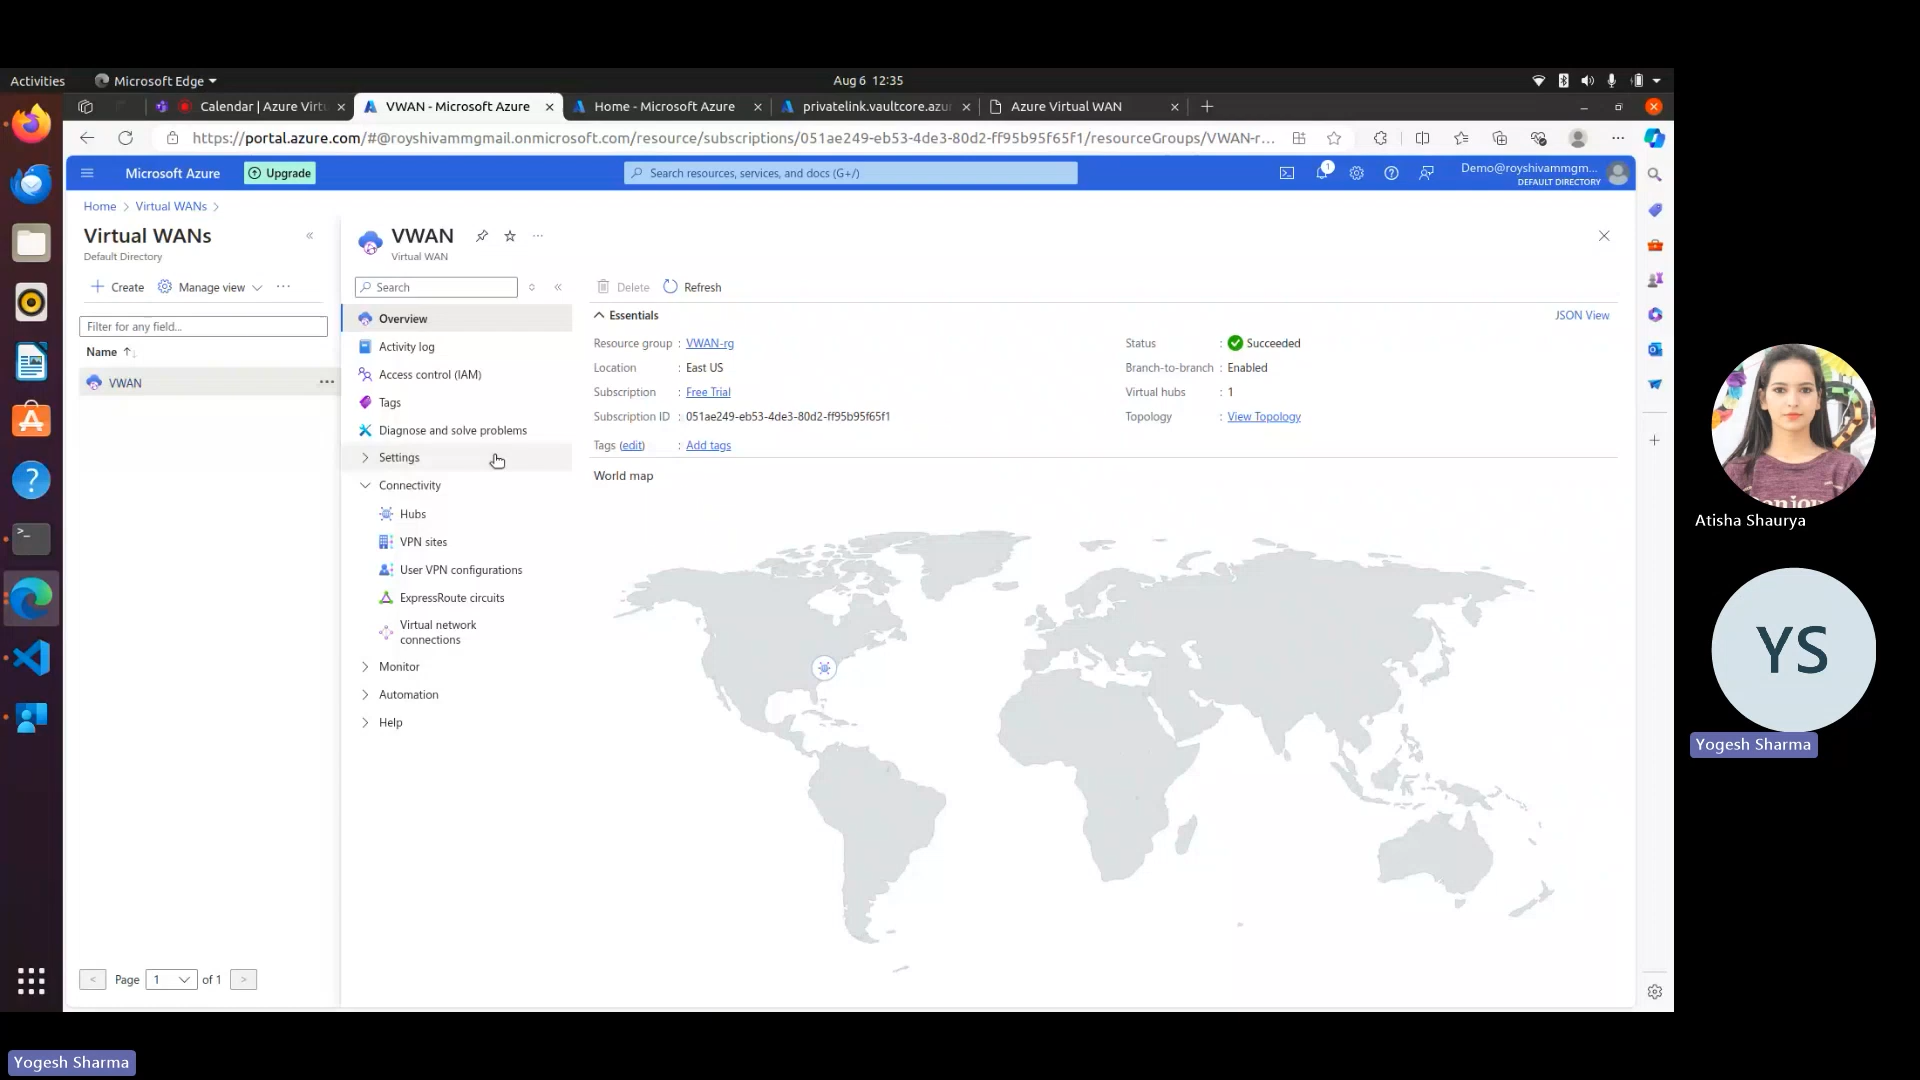 Activities
Microsoft Edge
Aug 6 12:35
Calendar | Azure Virtu
VWAN - Microsoft Azure
Home - Microsoft Azure
privatelink.vaultcore.azur
Azure Virtual WAN
https://portal.azure.com/#@royshivammgmail.onmicrosoft.com/resource/subscriptions/051ae249-eb53-4de3-80d2-ff95b95f65f1/resourceGroups/VWAN-r...
Microsoft Azure
Upgrade
Search resources, services, and docs (G+/)
1
Demo@royshivammgm...
DEFAULT DIRECTORY
Home > Virtual WANs >
Virtual WANs
Default Directory
Create
Manage view
Filter for any field...
Name ↑
VWAN
< Page 1 of 1 >
VWAN
Virtual WAN
Search
Overview
Activity log
Access control (IAM)
Tags
Diagnose and solve problems
Settings
Connectivity
Hubs
VPN sites
User VPN configurations
ExpressRoute circuits
Virtual network
connections
Monitor
Automation
Help
Delete
Refresh
Essentials
JSON View
Resource group : VWAN-rg
Location : East US
Subscription : Free Trial
Subscription ID : 051ae249-eb53-4de3-80d2-ff95b95f65f1
Tags (edit) : Add tags
Status : Succeeded
Branch-to-branch : Enabled
Virtual hubs : 1
Topology : View Topology
World map
Atisha Shaurya
YS
Yogesh Sharma
Yogesh Sharma